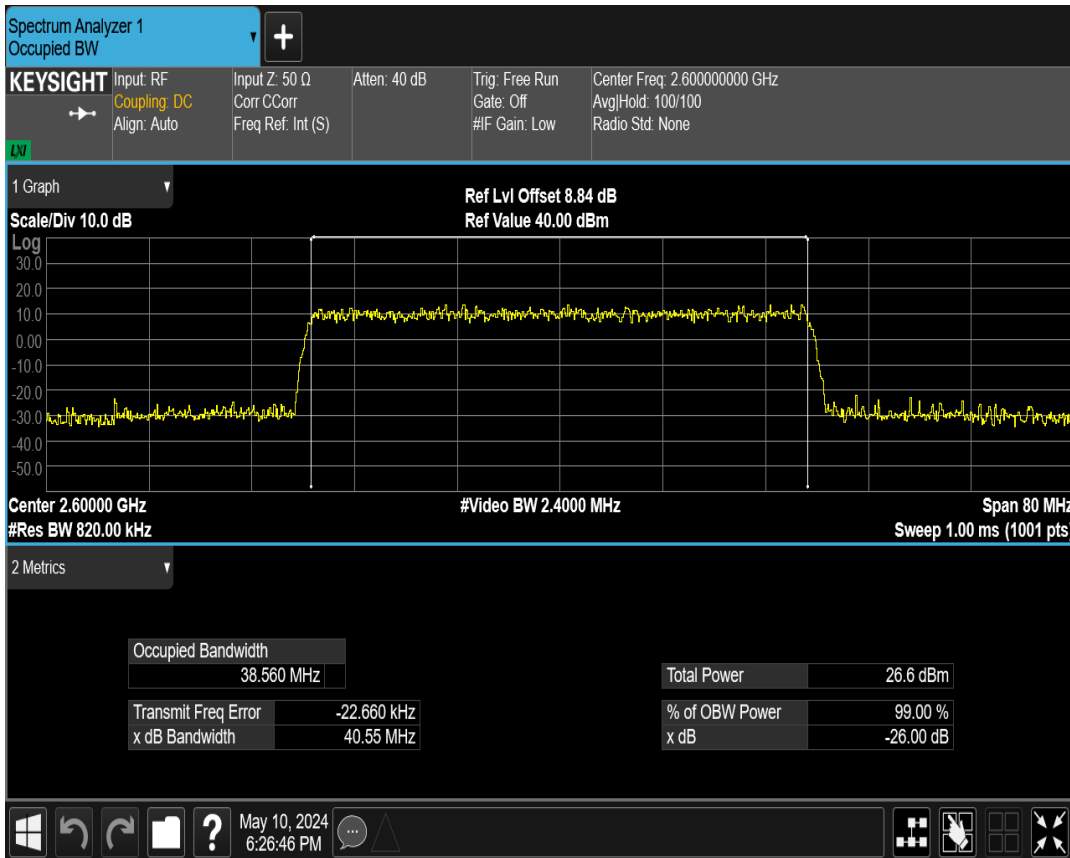 Spectrum Analyzer 1
Occupied BW
+
KEYSIGHT
LXI
Input: RF
Coupling: DC
Align: Auto
Input Z: 50 Ω
Corr CCorr
Freq Ref: Int (S)
Atten: 40 dB
Trig: Free Run
Gate: Off
#IF Gain: Low
Center Freq: 2.600000000 GHz
Avg|Hold: 100/100
Radio Std: None
1 Graph
Scale/Div 10.0 dB
Ref Lvl Offset 8.84 dB
Ref Value 40.00 dBm
Log
30.0
20.0
10.0
0.00
-10.0
-20.0
-30.0
-40.0
-50.0
Center 2.60000 GHz
#Video BW 2.4000 MHz
Span 80 MHz
#Res BW 820.00 kHz
Sweep 1.00 ms (1001 pts)
2 Metrics
Occupied Bandwidth
38.560 MHz
Total Power 26.6 dBm
Transmit Freq Error -22.660 kHz
% of OBW Power 99.00 %
x dB Bandwidth 40.55 MHz
x dB -26.00 dB
?
May 10, 2024
6:26:46 PM